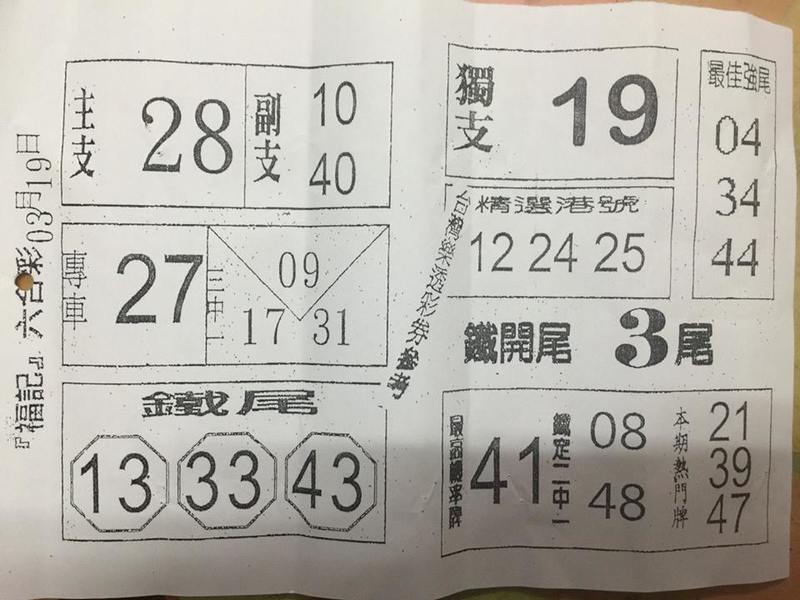 『福記』六合彩03月19日
主支 28
副支 10 40
專車 27
三中一 09 17 31
鐵尾
13 33 43
台灣樂透彩券參考
獨支 19
精選港號
12 24 25
最佳強尾
04
34
44
鐵開尾 3尾
最高機率牌 41
鐵定二中一 08 48
本期熱門牌 21 39 47